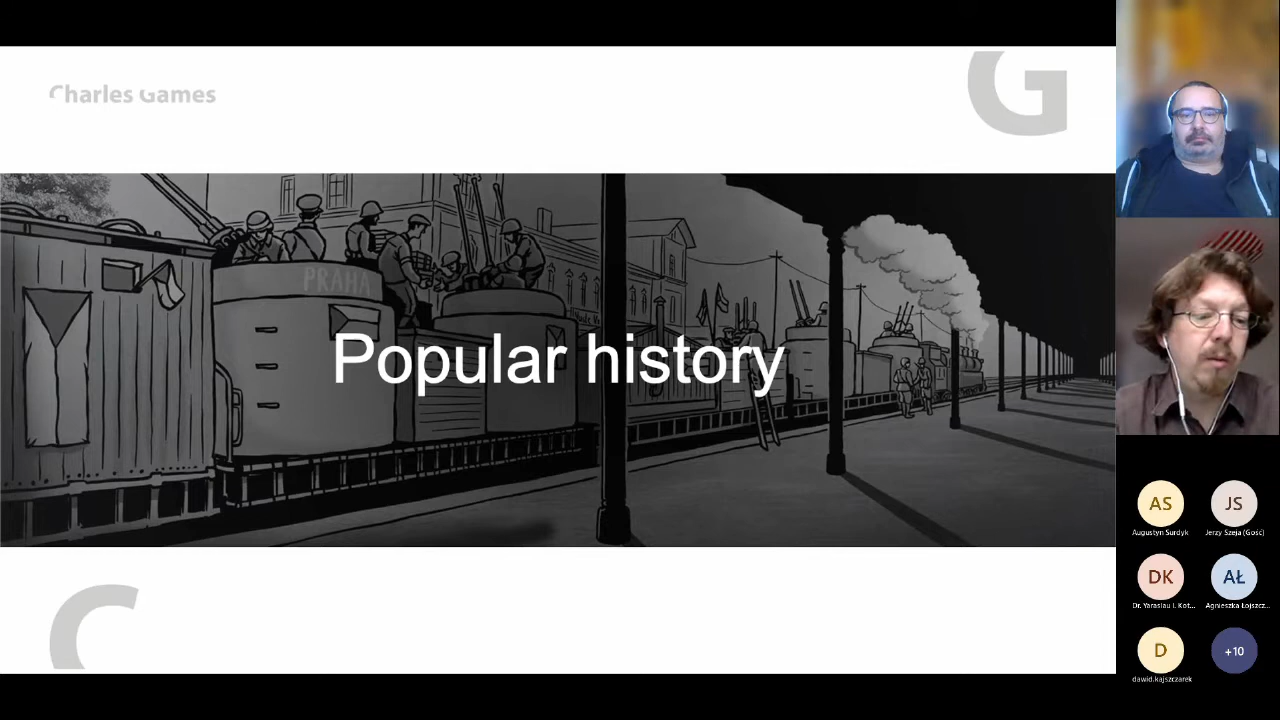 Charles Games
G
PRAHA
Popular history
C
AS
JS
Augustyn Surdyk
Jerzy Szeja (Gość)
DK
AŁ
Dr. Yaraslau I. Kot...
Agnieszka Łojszcz...
D
+10
dawid.kajszczarek